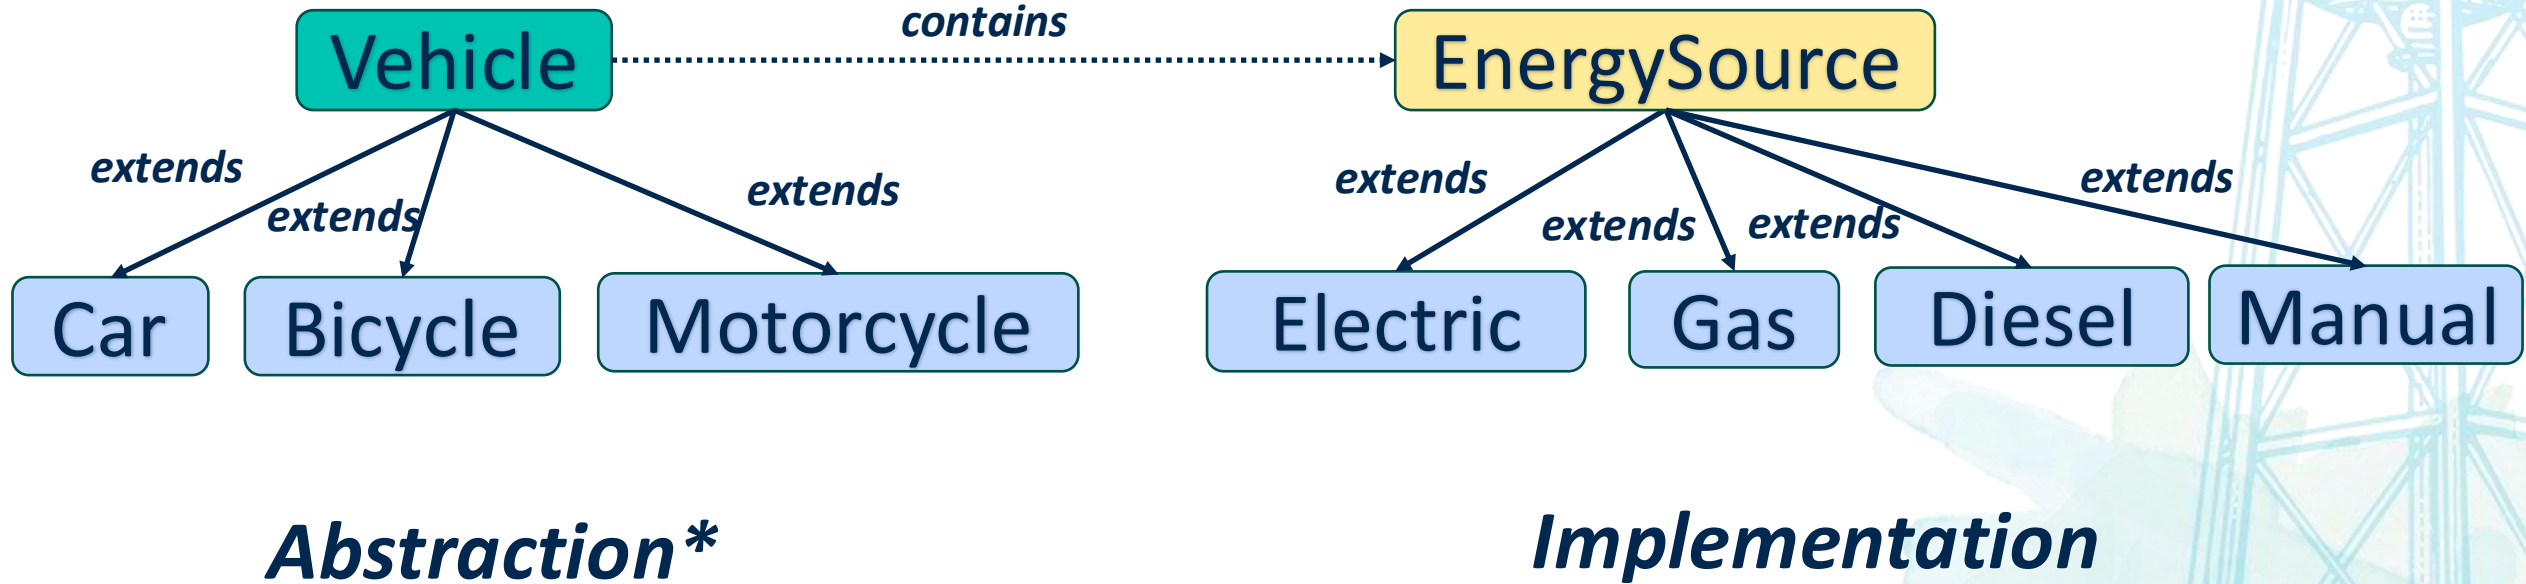 contains
Vehicle
EnergySource
extends
extends
extends
extends
extends
extends
extends
Car
Bicycle
Motorcycle
Electric
Gas
Diesel
Manual
Abstraction*
Implementation